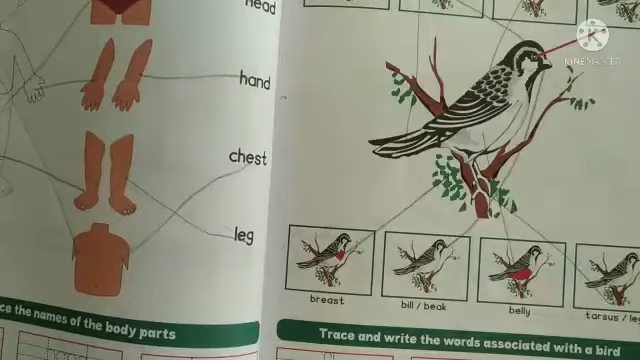 head
KINEMASTER
hand
chest
leg
breast
bill / beak
belly
tarsus / leg
ce the names of the body parts
Trace and write the words associated with a bird